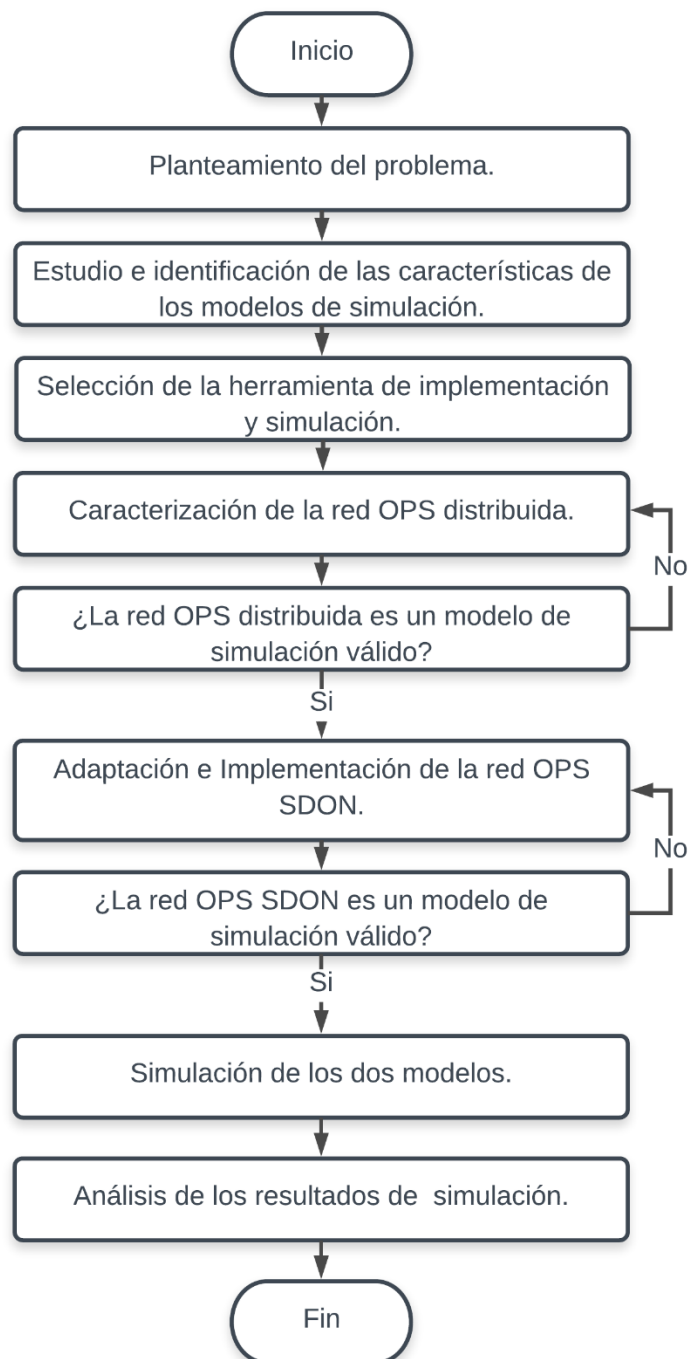 Inicio
Planteamiento del problema.
Estudio e identificación de las características de
los modelos de simulación.
Selección de la herramienta de implementación
y simulación.
Caracterización de la red OPS distribuida.
No
¿La red OPS distribuida es un modelo de
simulación válido?
Si
Adaptación e Implementación de la red OPS
SDON.
No
¿La red OPS SDON es un modelo de
simulación válido?
Si
Simulación de los dos modelos.
Análisis de los resultados de  simulación.
Fin